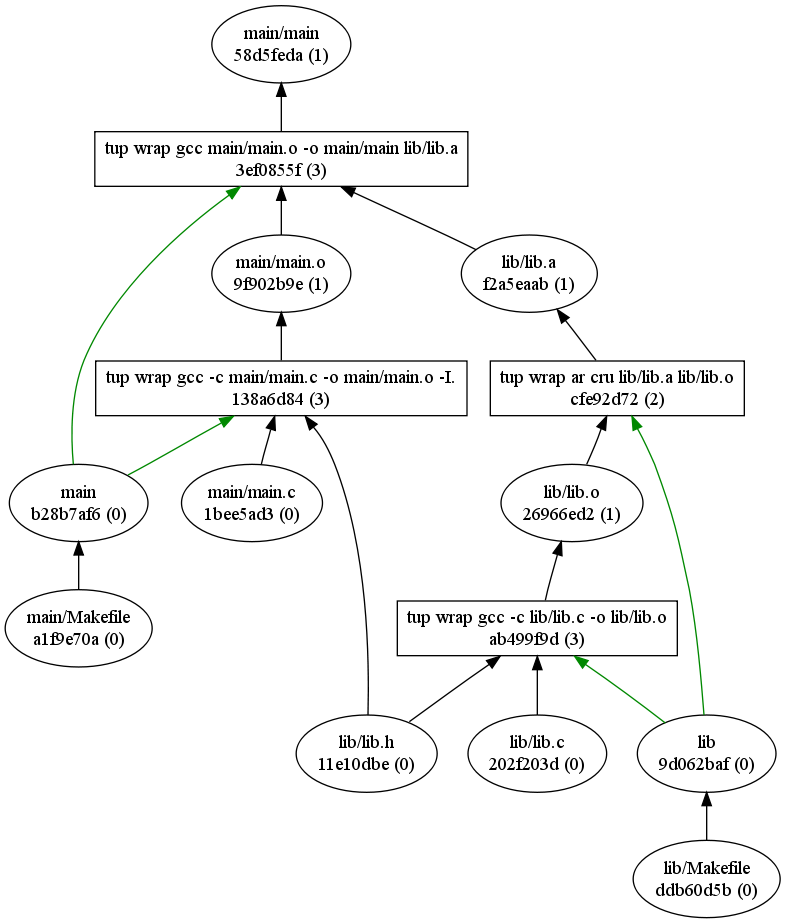 main/main
58d5feda (1)
tup wrap gcc main/main.o -o main/main lib/lib.a
3ef0855f (3)
main/main.o
9f902b9e (1)
lib/lib.a
f2a5eaab (1)
tup wrap gcc -c main/main.c -o main/main.o -I.
138a6d84 (3)
tup wrap ar cru lib/lib.a lib/lib.o
cfe92d72 (2)
main
b28b7af6 (0)
main/main.c
1bee5ad3 (0)
lib/lib.o
26966ed2 (1)
main/Makefile
a1f9e70a (0)
tup wrap gcc -c lib/lib.c -o lib/lib.o
ab499f9d (3)
lib/lib.h
11e10dbe (0)
lib/lib.c
202f203d (0)
lib
9d062baf (0)
lib/Makefile
ddb60d5b (0)